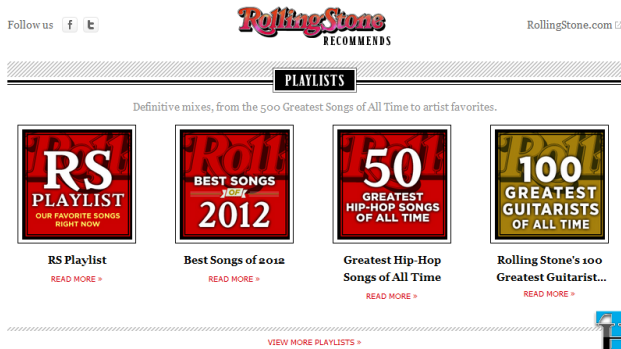 Follow us
RollingStone
RECOMMENDS
RollingStone.com
PLAYLISTS
Definitive mixes, from the 500 Greatest Songs of All Time to artist favorites.
RS
PLAYLIST
OUR FAVORITE SONGS
RIGHT NOW
Roll
BEST SONGS
OF
2012
50
GREATEST
HIP-HOP SONGS
OF ALL TIME
100
GREATEST
GUITARISTS
OF ALL TIME
RS Playlist
READ MORE »
Best Songs of 2012
READ MORE »
Greatest Hip-Hop
Songs of All Time
READ MORE »
Rolling Stone's 100
Greatest Guitarist...
READ MORE »
VIEW MORE PLAYLISTS »